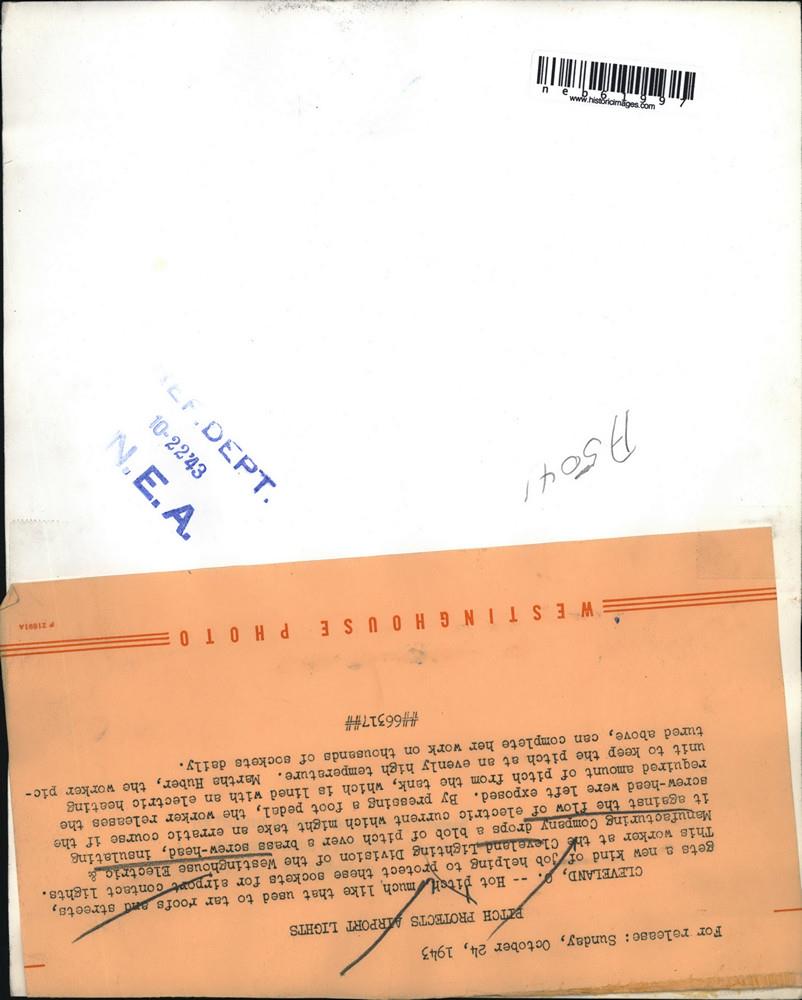 neb61997
www.historicimages.com
REF. DEPT.
10-22-43
N.E.A.
A5041
For release: Sunday, October 24, 1943
PITCH PROTECTS AIRPORT LIGHTS
CLEVELAND, O. -- Hot pitch, much like that used to tar roofs and streets,
gets a new kind of job helping to protect these sockets for airport contact lights.
This worker at the Cleveland Lighting Division of the Westinghouse Electric &
Manufacturing Company drops a blob of pitch over a brass screw-head, insulating
it against the flow of electric current which might take an erratic course if the
screw-head were left exposed. By pressing a foot pedal, the worker releases the
required amount of pitch from the tank, which is lined with an electric heating
unit to keep the pitch at an evenly high temperature. Martha Huber, the worker pic-
tured above, can complete her work on thousands of sockets daily.
##66317##
WESTINGHOUSE PHOTO
P 21691A